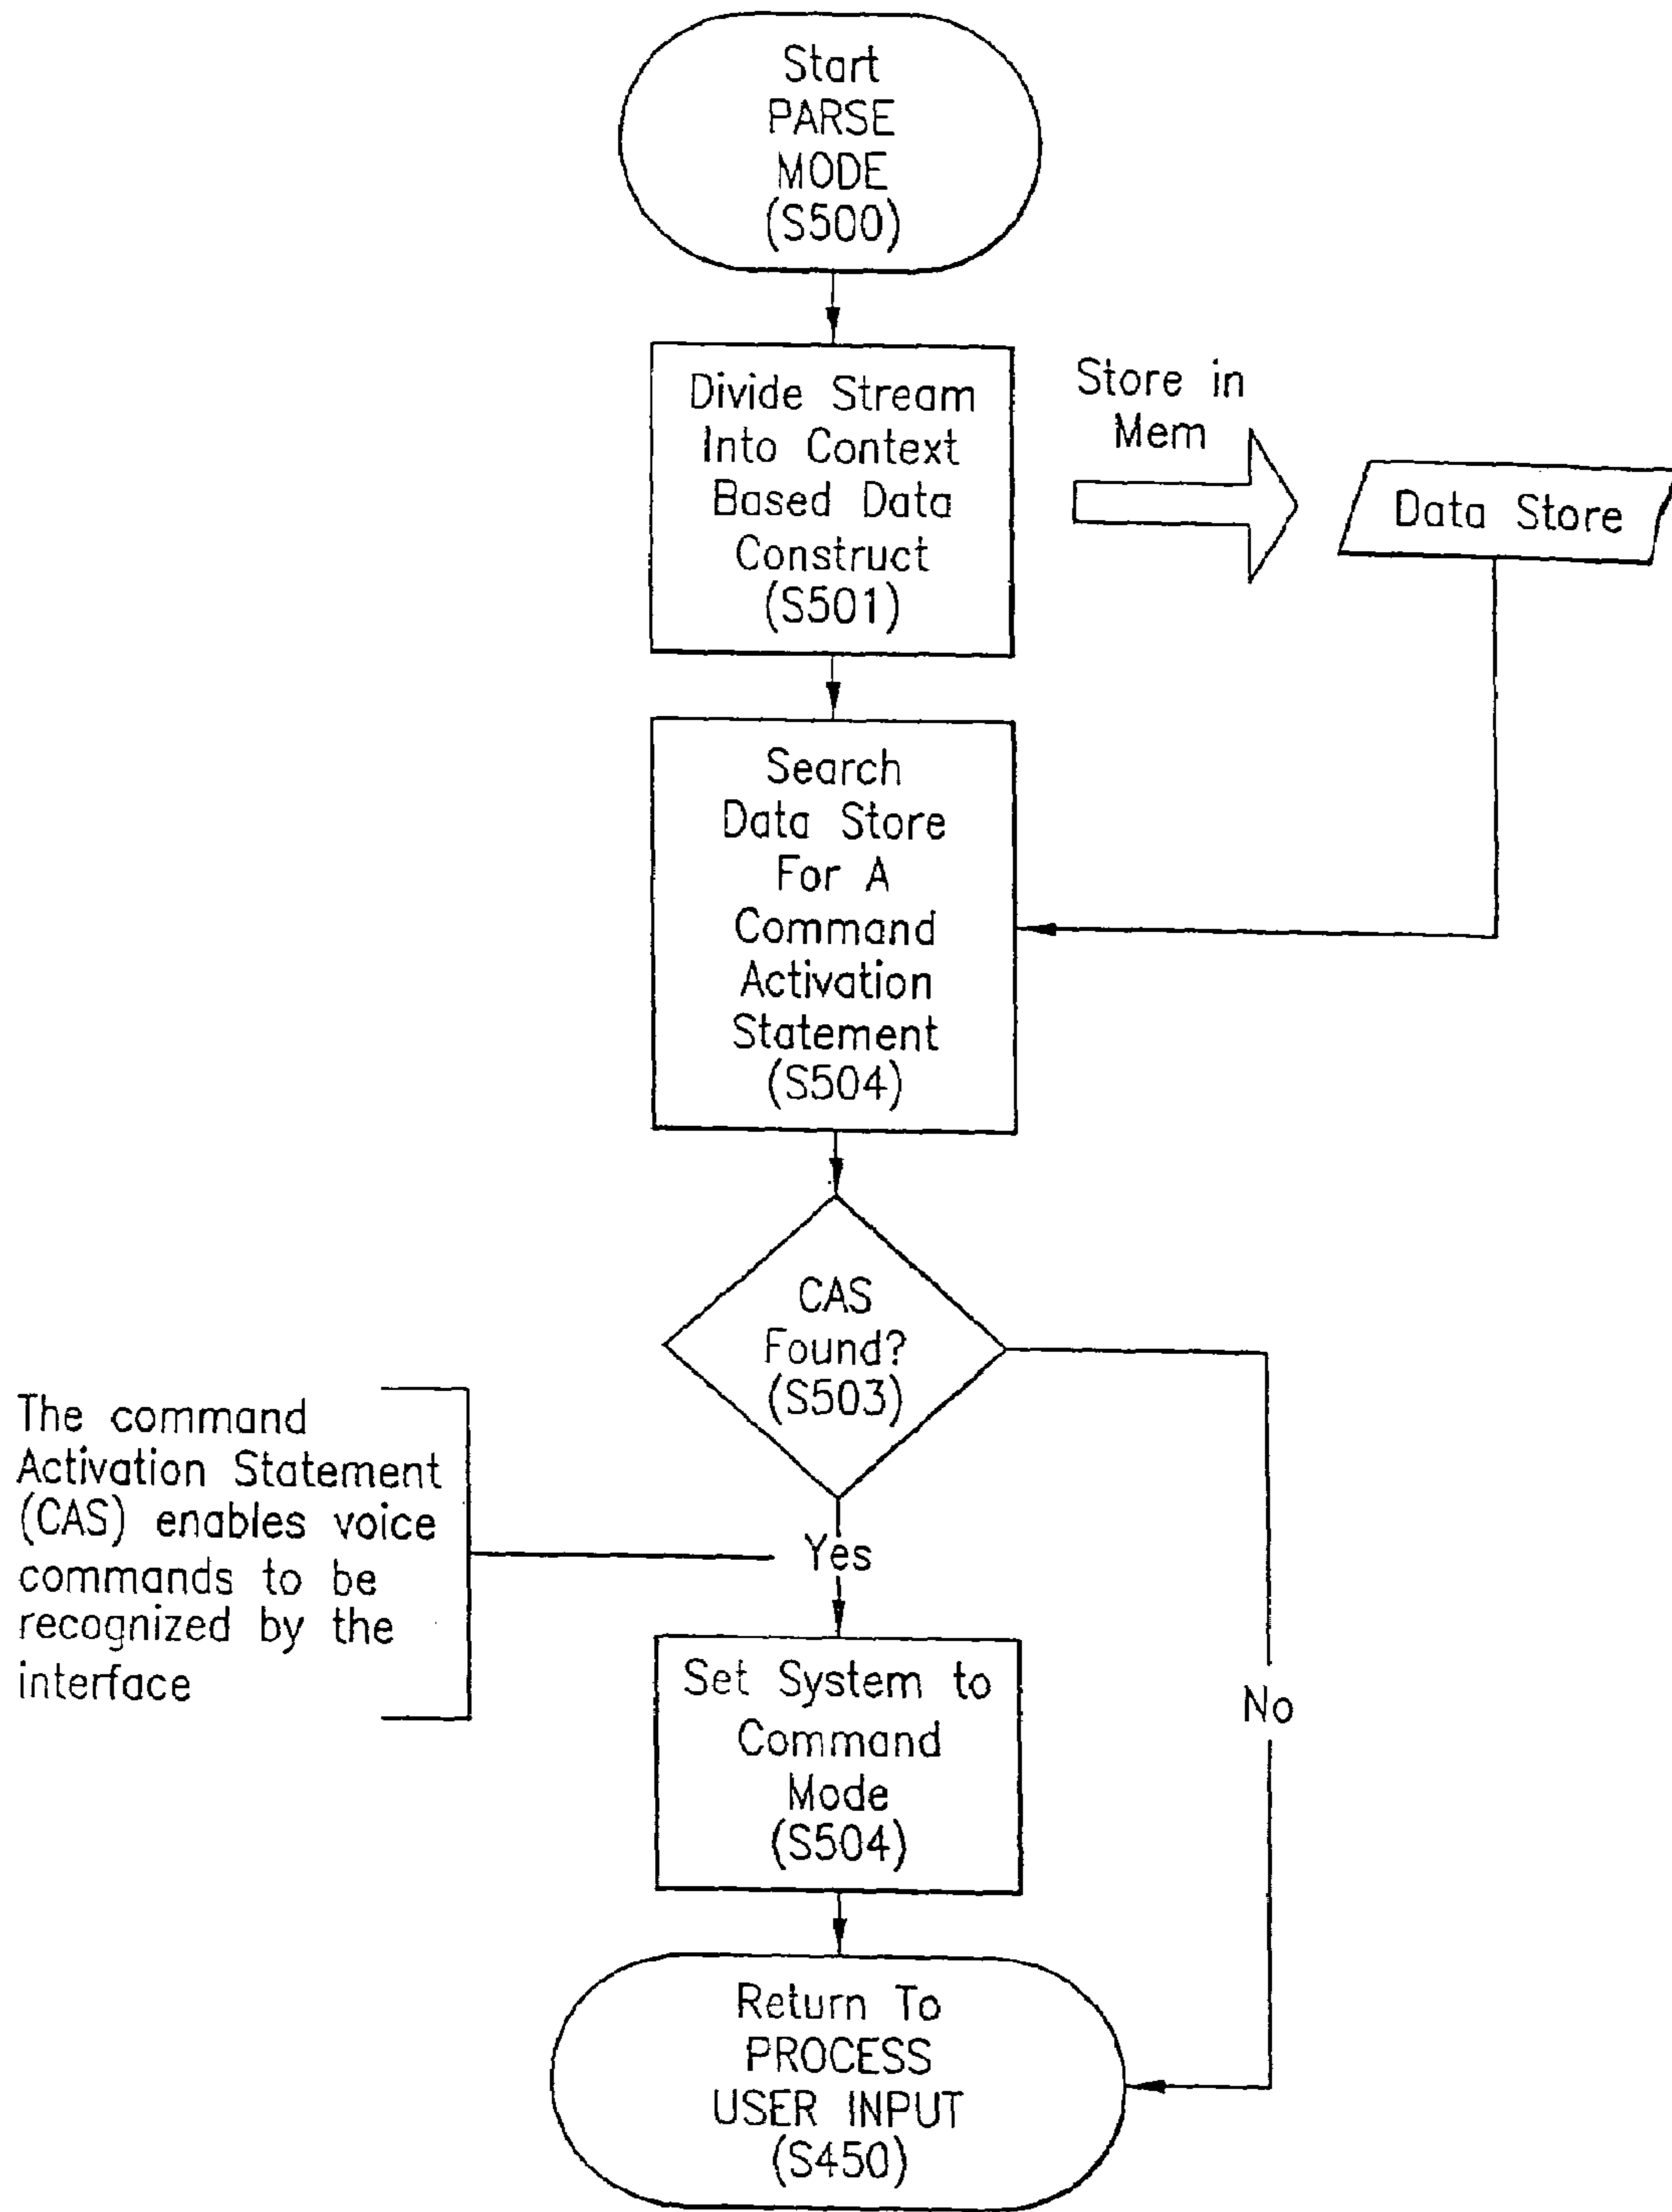 Start
PARSE
MODE
(S500)
Divide Stream
Into Context
Based Data
Construct
(S501)
Store in
Mem
Data Store
Search
Data Store
For A
Command
Activation
Statement
(S504)
CAS
Found?
(S503)
The command
Activation Statement
(CAS) enables voice
commands to be
recognized by the
interface
Yes
No
Set System to
Command
Mode
(S504)
Return To
PROCESS
USER INPUT
(S450)